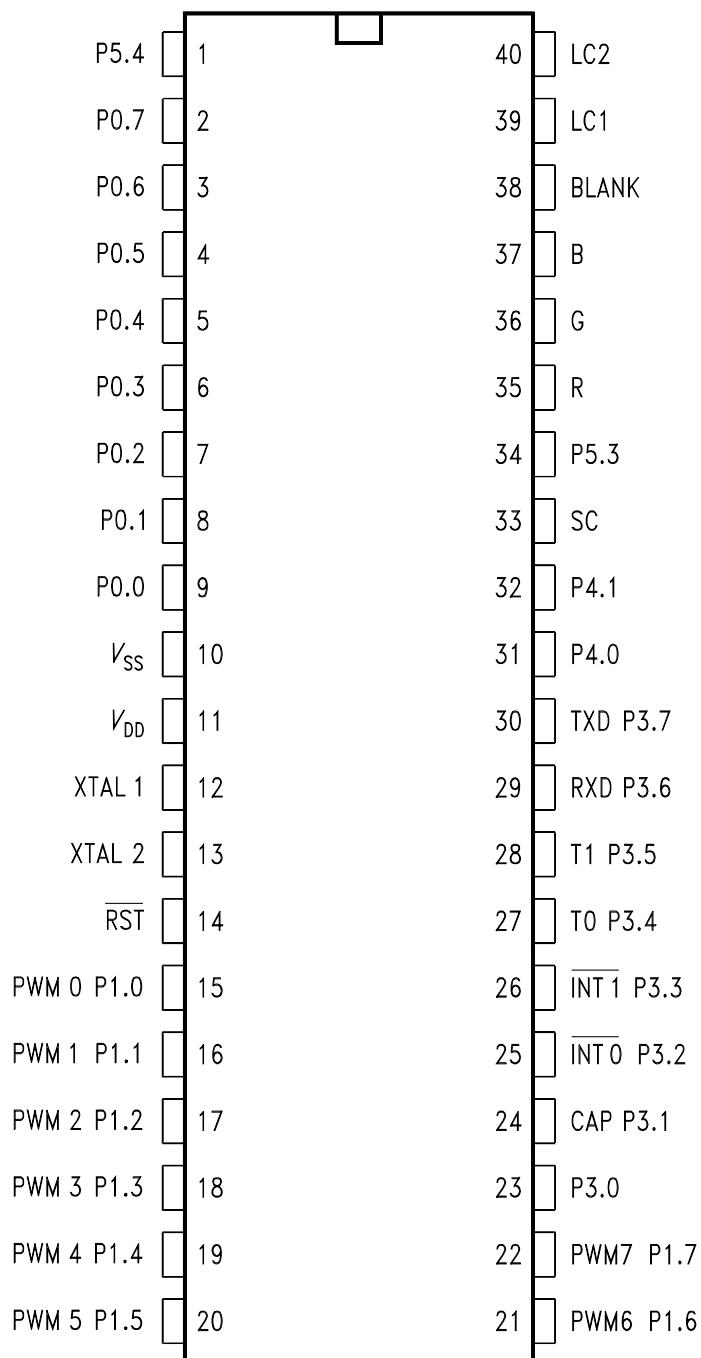 P5.4 1 40 LC2
P0.7 2 39 LC1
P0.6 3 38 BLANK
P0.5 4 37 B
P0.4 5 36 G
P0.3 6 35 R
P0.2 7 34 P5.3
P0.1 8 33 SC
P0.0 9 32 P4.1
VSS 10 31 P4.0
VDD 11 30 TXD P3.7
XTAL 1 12 29 RXD P3.6
XTAL 2 13 28 T1 P3.5
RST 14 27 T0 P3.4
PWM 0 P1.0 15 26 INT 1 P3.3
PWM 1 P1.1 16 25 INT 0 P3.2
PWM 2 P1.2 17 24 CAP P3.1
PWM 3 P1.3 18 23 P3.0
PWM 4 P1.4 19 22 PWM7 P1.7
PWM 5 P1.5 20 21 PWM6 P1.6